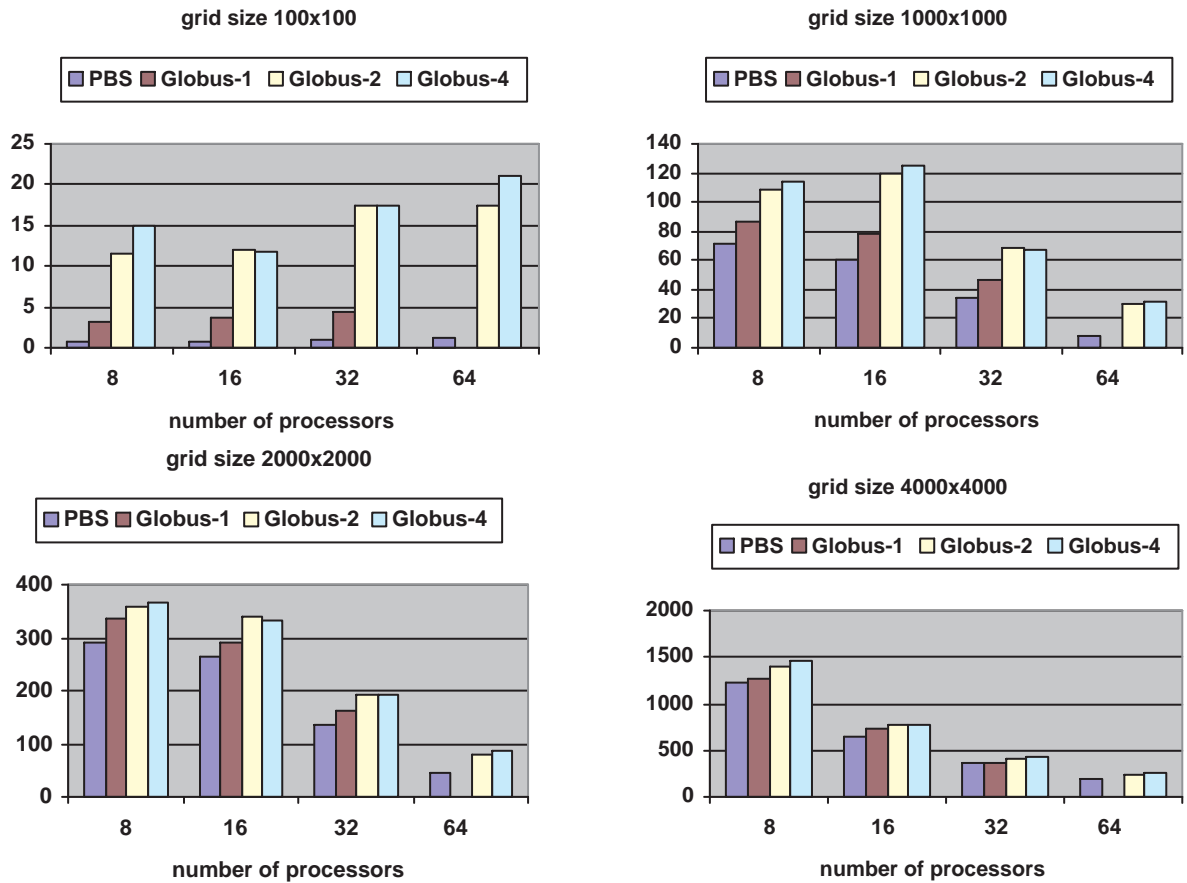 grid size 100x100
PBS Globus-1 Globus-2 Globus-4
25
20
15
10
5
0
8 16 32 64
number of processors
grid size 1000x1000
PBS Globus-1 Globus-2 Globus-4
140
120
100
80
60
40
20
0
8 16 32 64
number of processors
grid size 2000x2000
PBS Globus-1 Globus-2 Globus-4
400
300
200
100
0
8 16 32 64
number of processors
grid size 4000x4000
PBS Globus-1 Globus-2 Globus-4
2000
1500
1000
500
0
8 16 32 64
number of processors